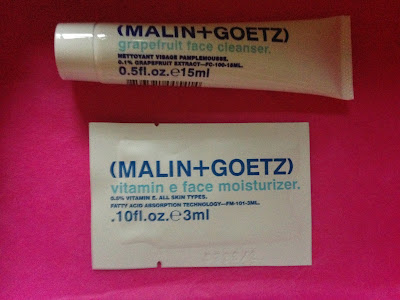 (MALIN+GOETZ)
grapefruit face cleanser.
NETTOYANT VISAGE PAMPLEMOUSSE.
0.1% GRAPEFRUIT EXTRACT—FC-100-15ML.
0.5fl.oz.℮15ml
(MALIN+GOETZ)
vitamin e face moisturizer.
0.5% VITAMIN E. ALL SKIN TYPES.
FATTY ACID ABSORPTION TECHNOLOGY—FM-101-3ML.
.10fl.oz.℮3ml